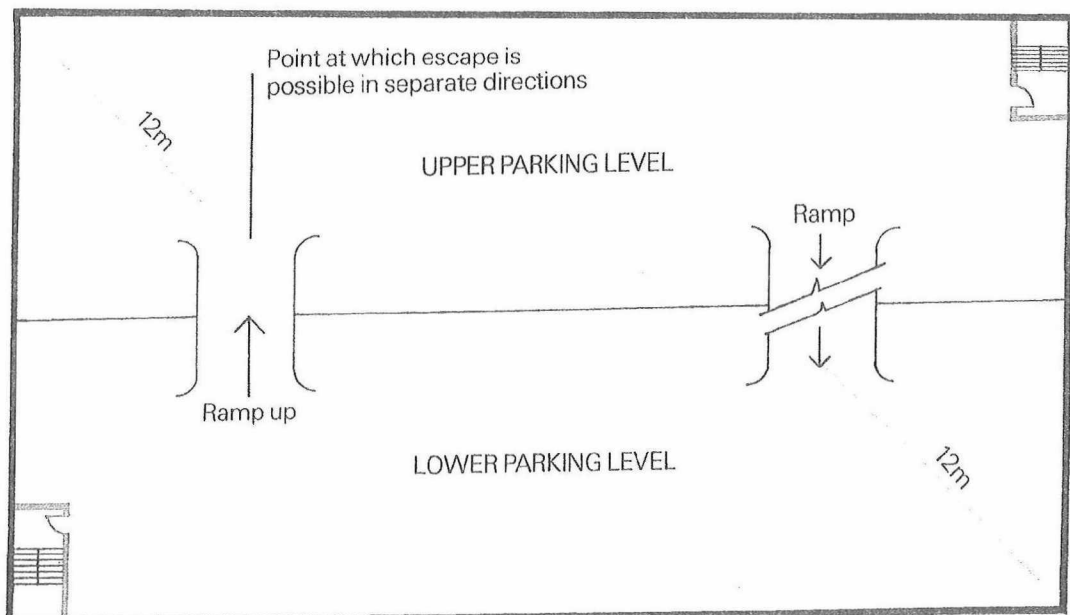 Point at which escape is
possible in separate directions
12m
UPPER PARKING LEVEL
Ramp
Ramp up
LOWER PARKING LEVEL
12m